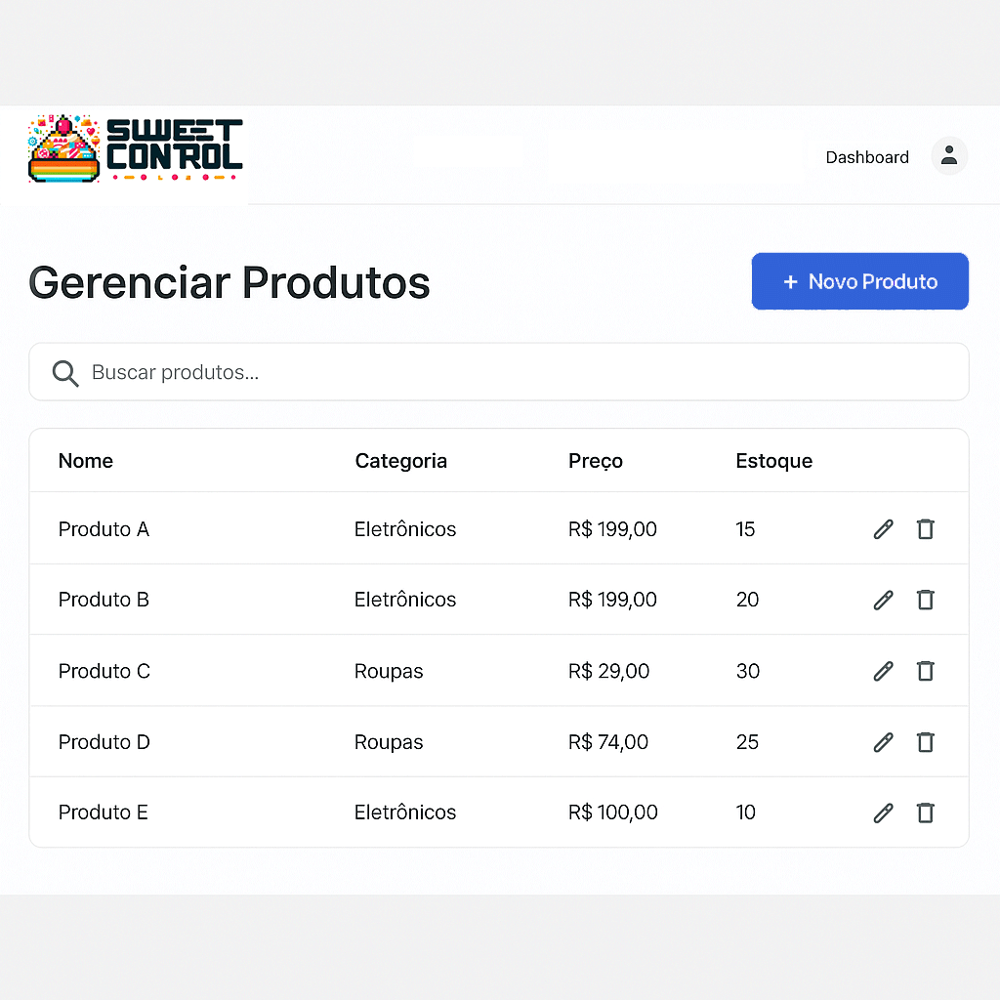 SWEET
CONTROL
Dashboard
Gerenciar Produtos
+ Novo Produto
Buscar produtos...
Nome Categoria Preço Estoque
Produto A Eletrônicos R$ 199,00 15
Produto B Eletrônicos R$ 199,00 20
Produto C Roupas R$ 29,00 30
Produto D Roupas R$ 74,00 25
Produto E Eletrônicos R$ 100,00 10